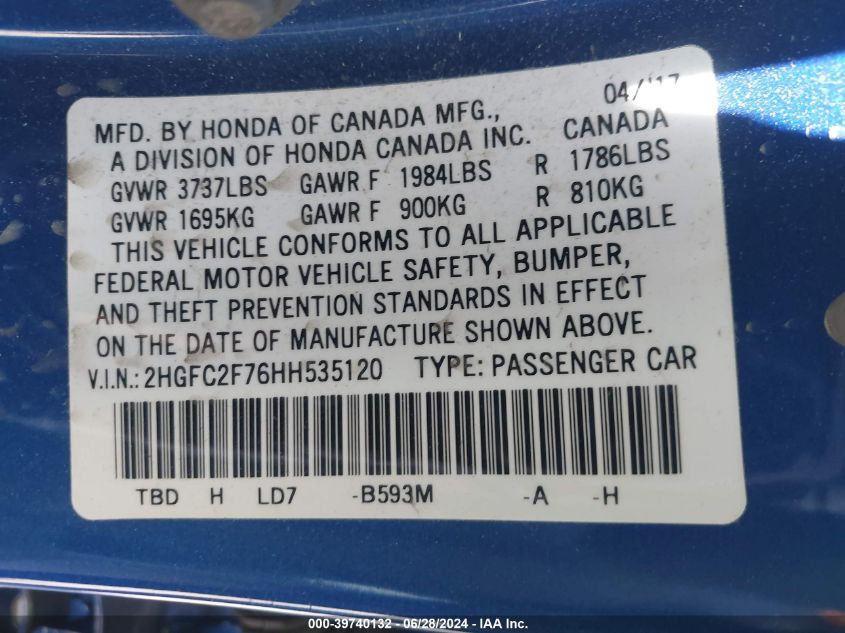 04/'17
MFD. BY HONDA OF CANADA MFG.,
A DIVISION OF HONDA CANADA INC. CANADA
GVWR 3737LBS GAWR F 1984LBS R 1786LBS
GVWR 1695KG GAWR F 900KG R 810KG
THIS VEHICLE CONFORMS TO ALL APPLICABLE
FEDERAL MOTOR VEHICLE SAFETY, BUMPER,
AND THEFT PREVENTION STANDARDS IN EFFECT
ON THE DATE OF MANUFACTURE SHOWN ABOVE.
V.I.N.: 2HGFC2F76HH535120 TYPE: PASSENGER CAR
TBD H LD7 -B593M -A -H
000-39740132 - 06/28/2024 - IAA Inc.